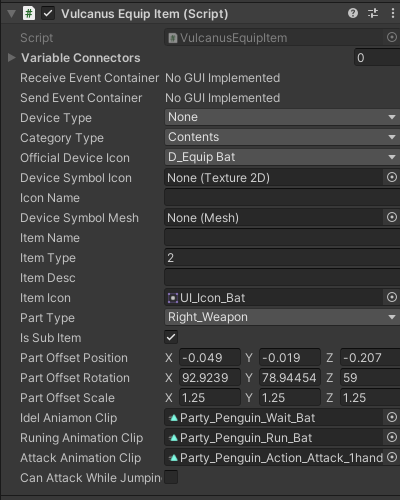 Vulcanus Equip Item (Script)
Script VulcanusEquipItem
Variable Connectors 0
Receive Event Container No GUI Implemented
Send Event Container No GUI Implemented
Device Type None
Category Type Contents
Official Device Icon D_Equip Bat
Device Symbol Icon None (Texture 2D)
Icon Name
Device Symbol Mesh None (Mesh)
Item Name
Item Type 2
Item Desc
Item Icon UI_Icon_Bat
Part Type Right_Weapon
Is Sub Item
Part Offset Position X -0.049 Y -0.019 Z -0.207
Part Offset Rotation X 92.9239 Y 78.94454 Z 59
Part Offset Scale X 1.25 Y 1.25 Z 1.25
Idel Aniamon Clip Party_Penguin_Wait_Bat
Runing Animation Clip Party_Penguin_Run_Bat
Attack Animation Clip Party_Penguin_Action_Attack_1hand
Can Attack While Jumpin